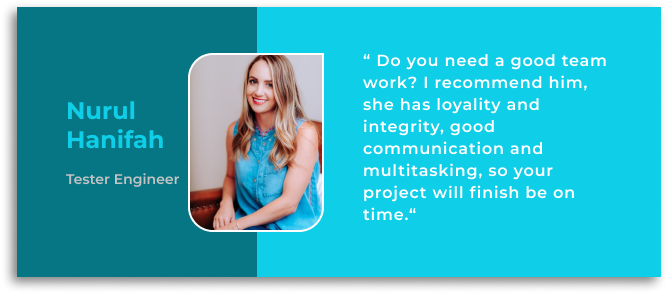 Nurul
Hanifah
Tester Engineer
“ Do you need a good team
work? I recommend him,
she has loyality and
integrity, good
communication and
multitasking, so your
project will finish be on
time.“